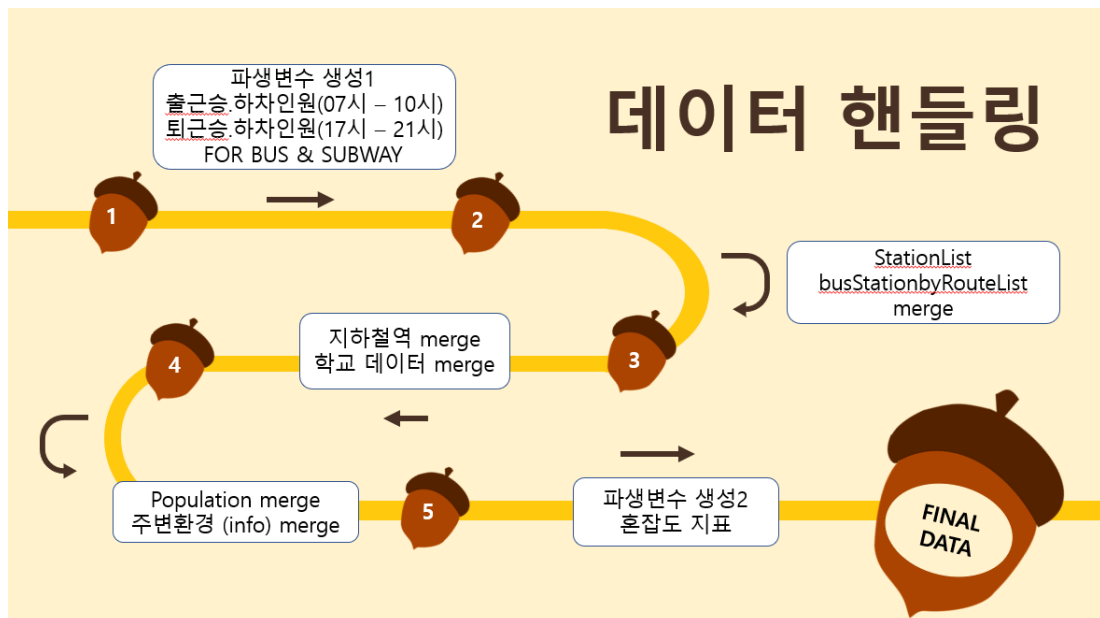 데이터 핸들링
파생변수 생성1
출근승.하차인원(07시 – 10시)
퇴근승.하차인원(17시 – 21시)
FOR BUS & SUBWAY
1
2
StationList
busStationbyRouteList
merge
3
지하철역 merge
학교 데이터 merge
4
Population merge
주변환경 (info) merge
5
파생변수 생성2
혼잡도 지표
FINAL
DATA